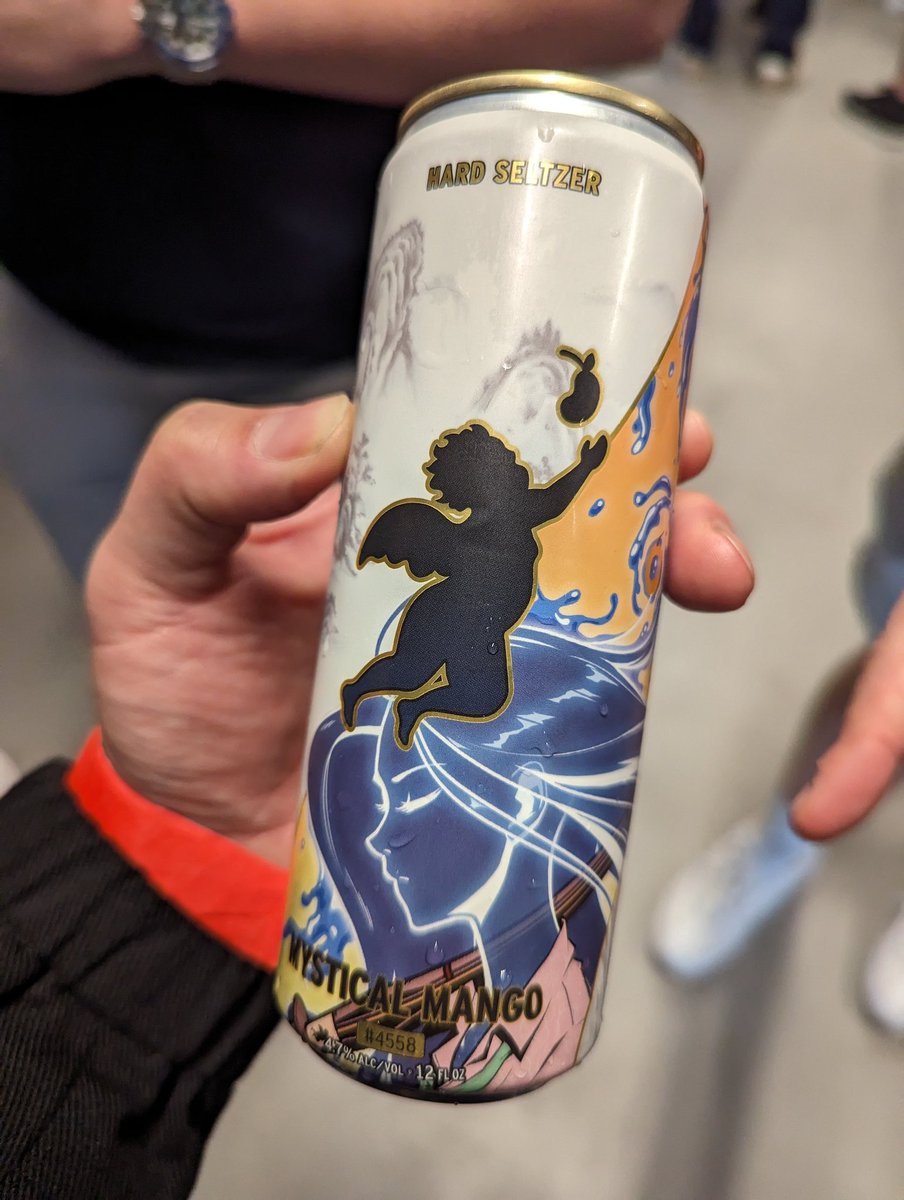 HARD SELTZER
MYSTICAL MANGO
#4558
4.7% ALC/VOL · 12 FL OZ